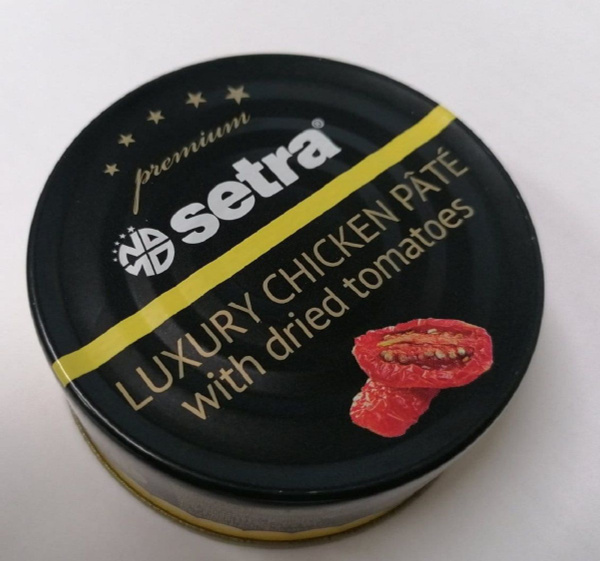 premium
setra®
LUXURY CHICKEN PÂTÉ
with dried tomatoes